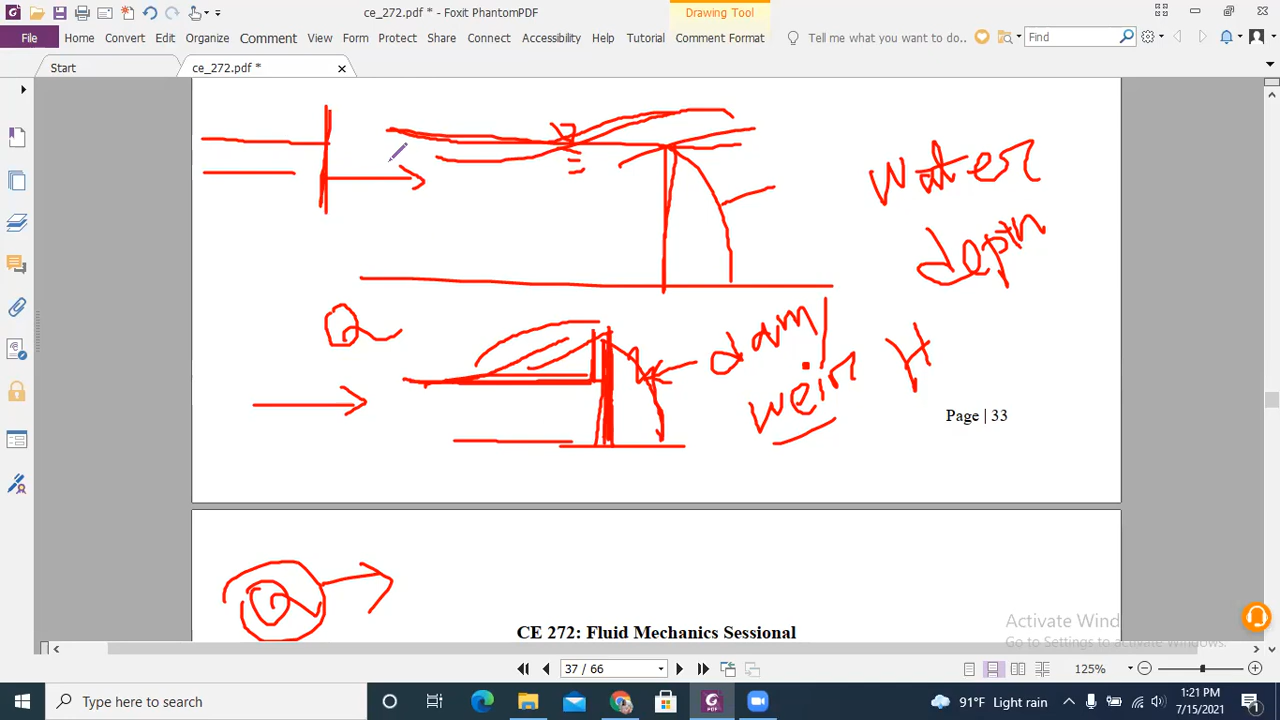 ce_272.pdf * - Foxit PhantomPDF
Drawing Tool
File Home Convert Edit Organize Comment View Form Protect Share Connect Accessibility Help Tutorial Comment Format Tell me what you want to do.. Find
Start ce_272.pdf *
Water
depth
Q
dam
weir
H
Page | 33
Q
CE 272: Fluid Mechanics Sessional
Activate Wind
Go to Settings to activate Windows.
37 / 66
125%
Type here to search
91°F Light rain
1:21 PM
7/15/2021